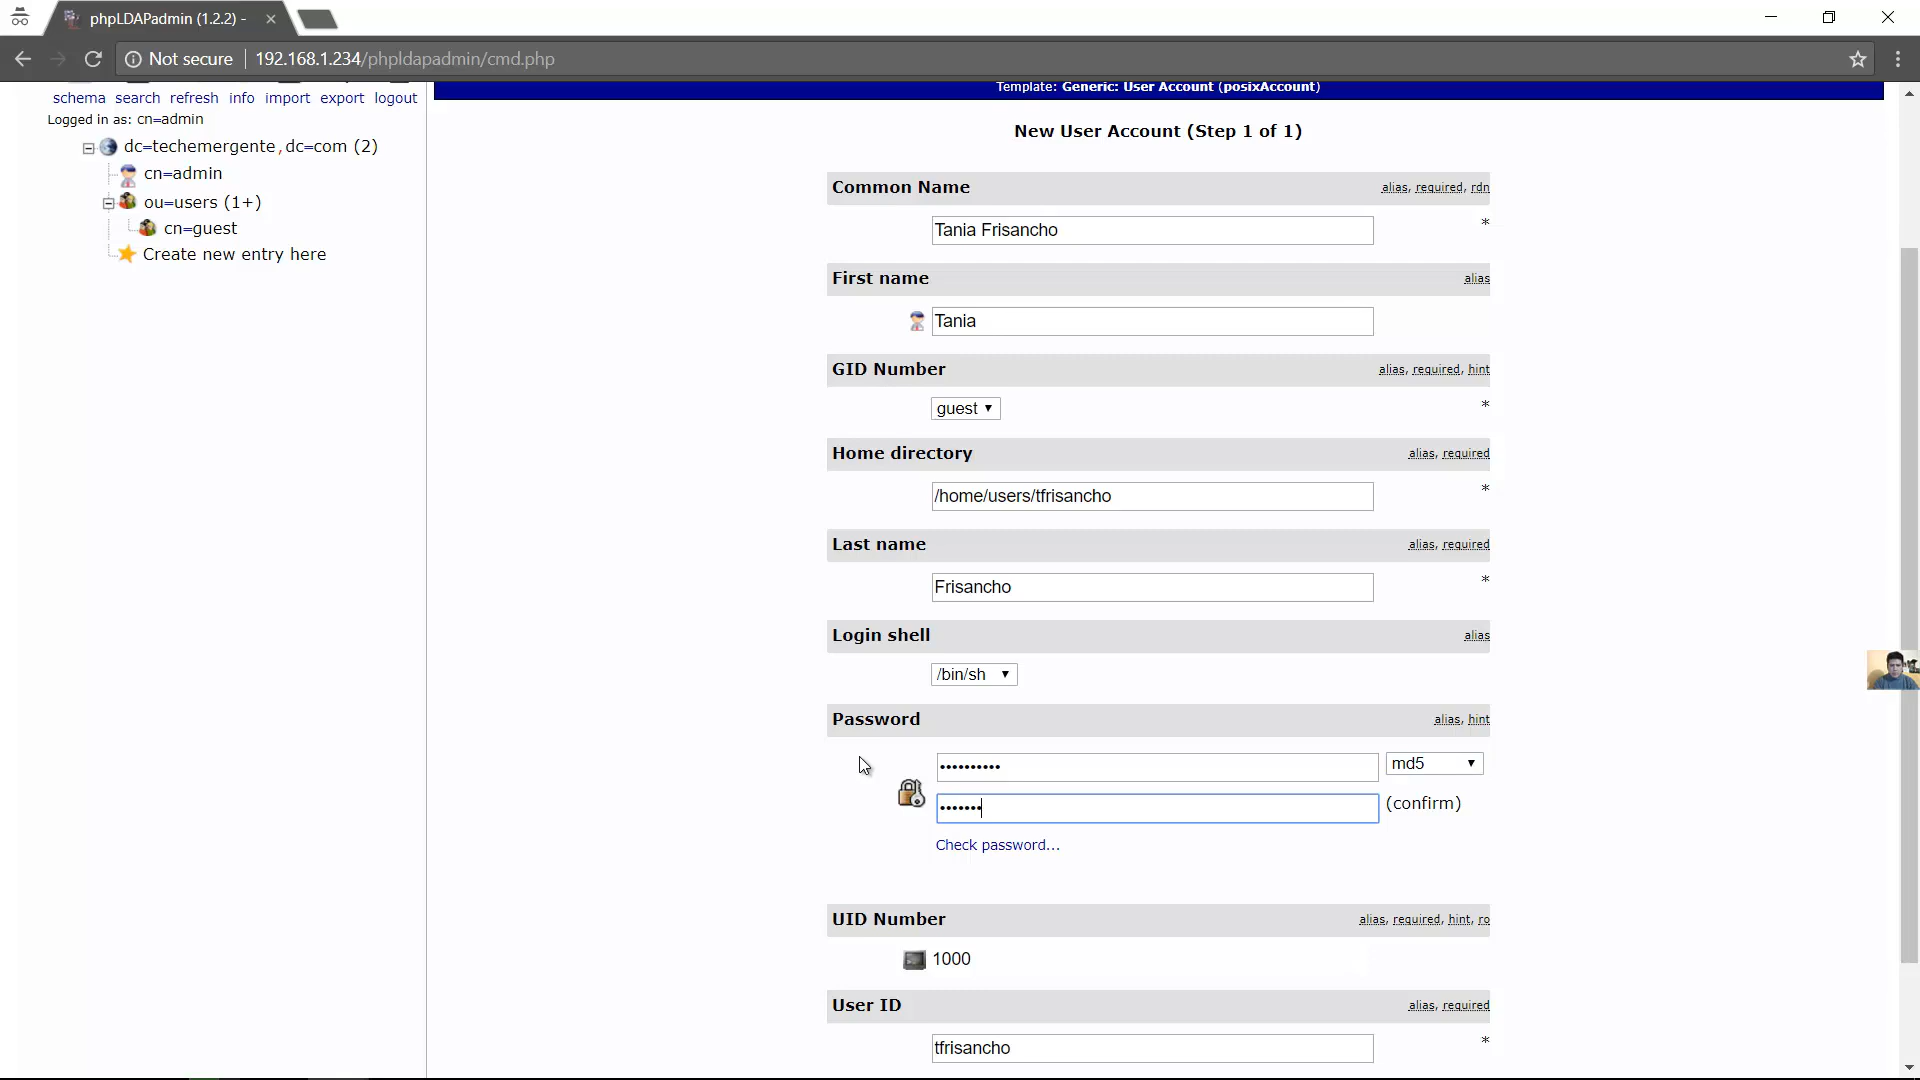 phpLDAPadmin (1.2.2) -
Not secure
192.168.1.234/phpldapadmin/cmd.php
schema search refresh info import export logout
Logged in as: cn=admin
dc=techemergente,dc=com (2)
cn=admin
ou=users (1+)
cn=guest
Create new entry here
Template: Generic: User Account (posixAccount)
New User Account (Step 1 of 1)
Common Name
alias, required, rdn
Tania Frisancho
*
First name
alias
Tania
GID Number
alias, required, hint
guest
*
Home directory
alias, required
/home/users/tfrisancho
*
Last name
alias, required
Frisancho
*
Login shell
alias
/bin/sh
Password
alias, hint
••••••••••
md5
•••••••
(confirm)
Check password...
UID Number
alias, required, hint, ro
1000
User ID
alias, required
tfrisancho
*